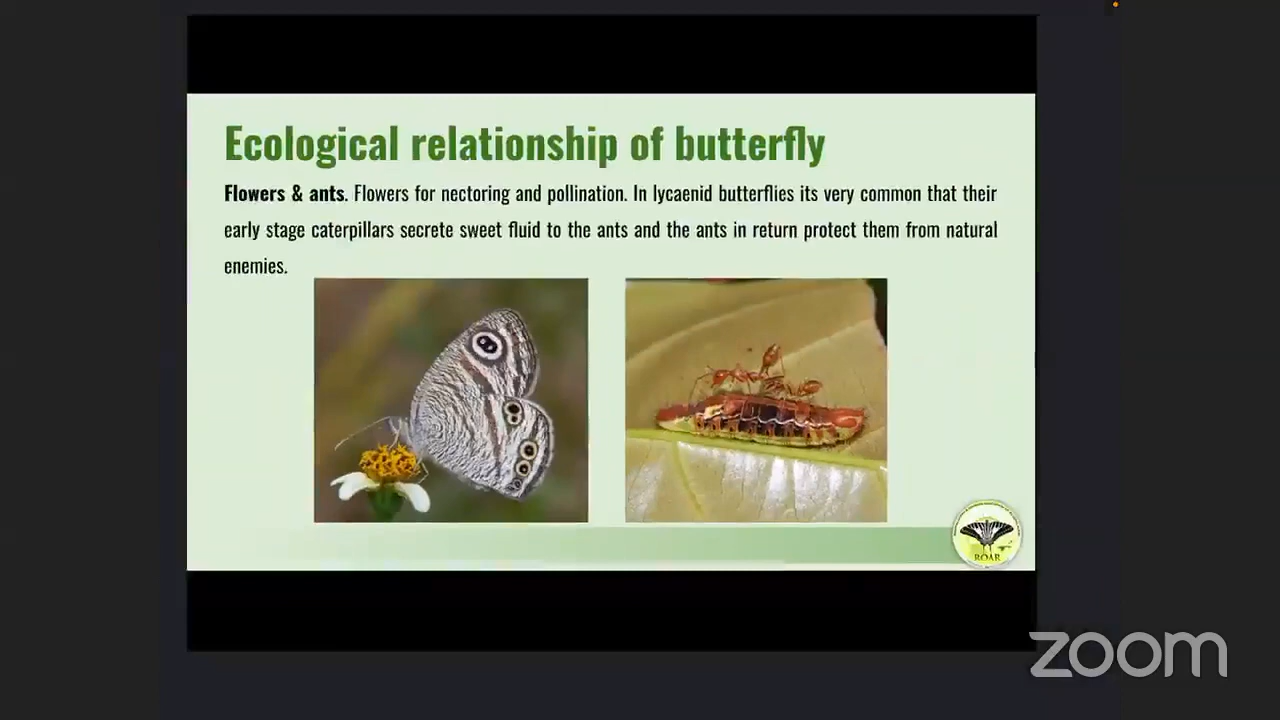 Ecological relationship of butterfly
Flowers & ants. Flowers for nectoring and pollination. In lycaenid butterflies its very common that their
early stage caterpillars secrete sweet fluid to the ants and the ants in return protect them from natural
enemies.
ROAR
zoom